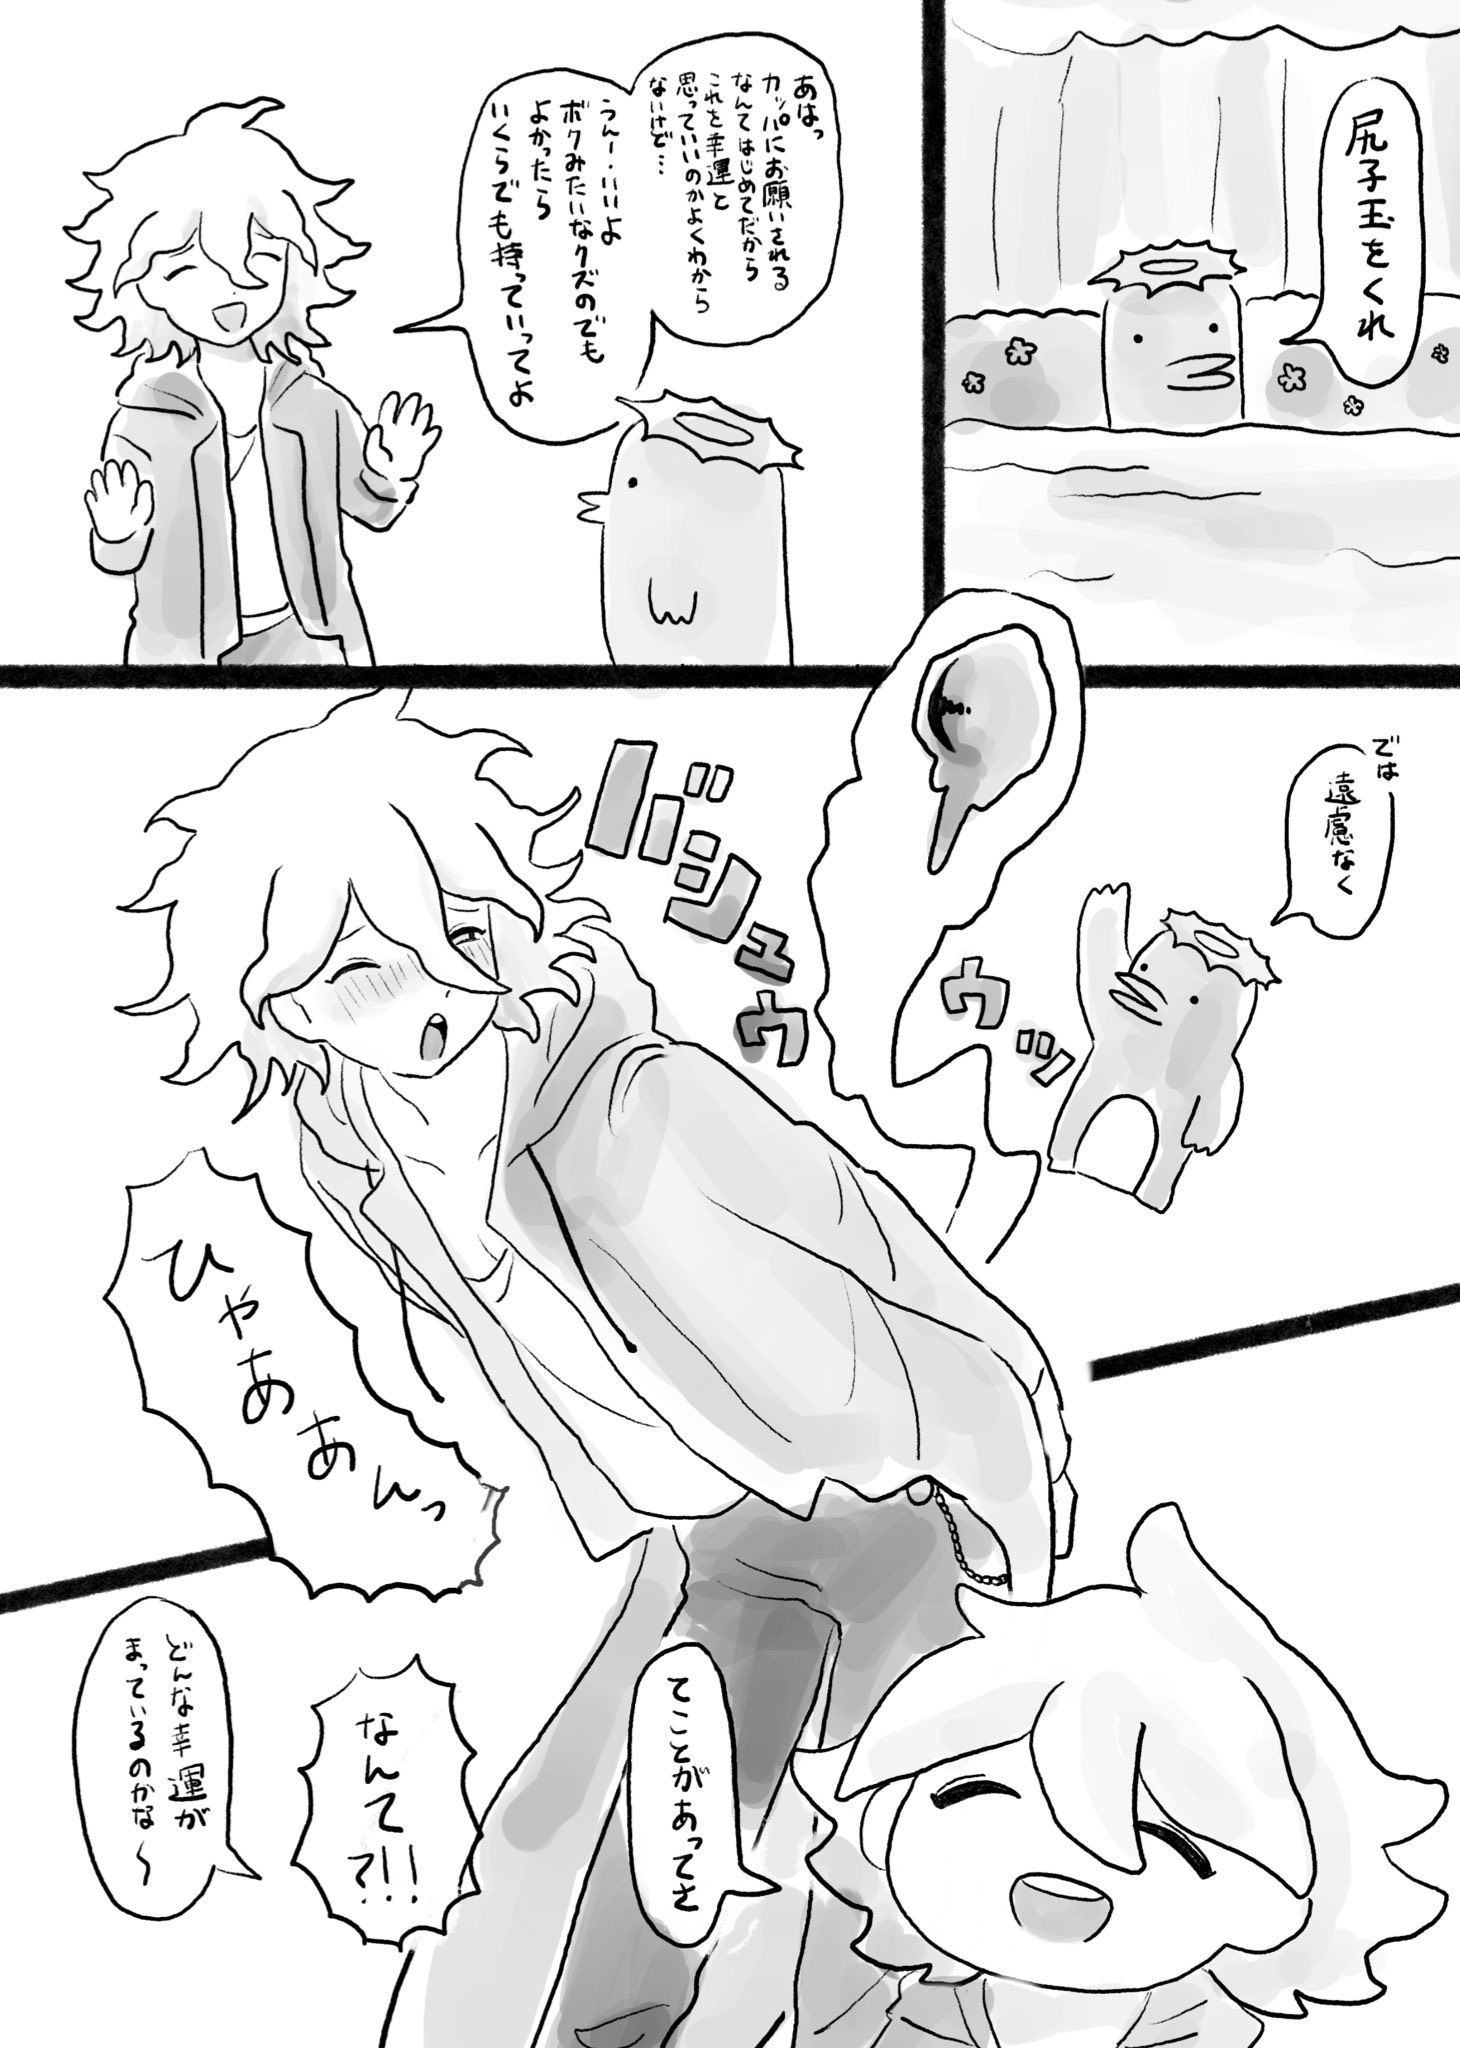 尻子玉をくれ
あはっ
カッパにお願いされる
なんてはじめてだから
これを幸運と
思っていいのかよくわから
ないけど…
うんー・いいよ
ボクみたいなクズのでも
よかったら
いくらでも持っていってよ
では
遠慮なく
バシュウウッ
ひゃあああんっ
てことがあってさ
なんて?!!!
どんな幸運が
まっているのかな～